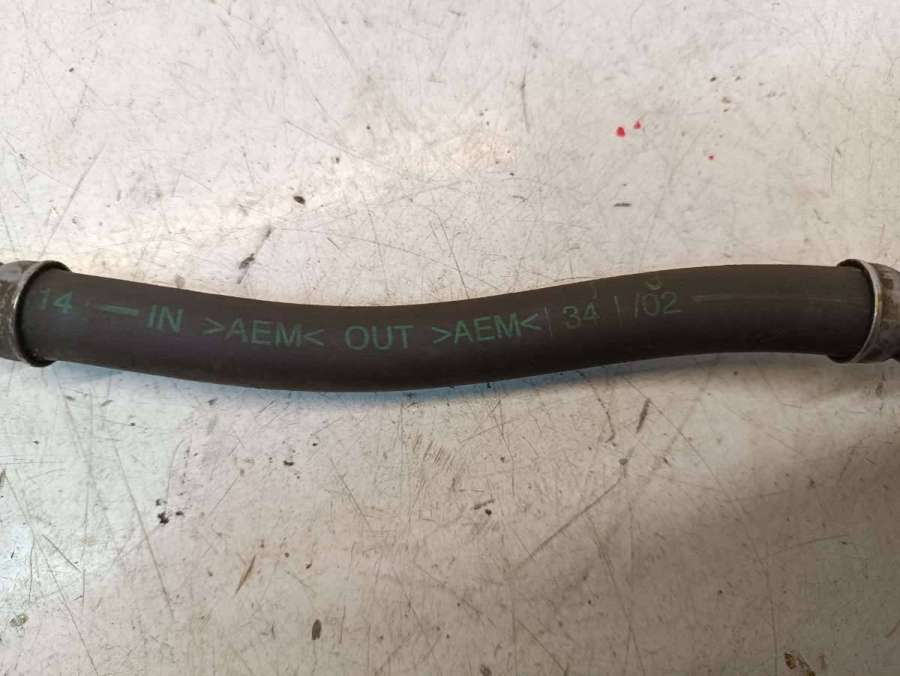 14 — IN >AEM< OUT >AEM< | 34 | /02 —